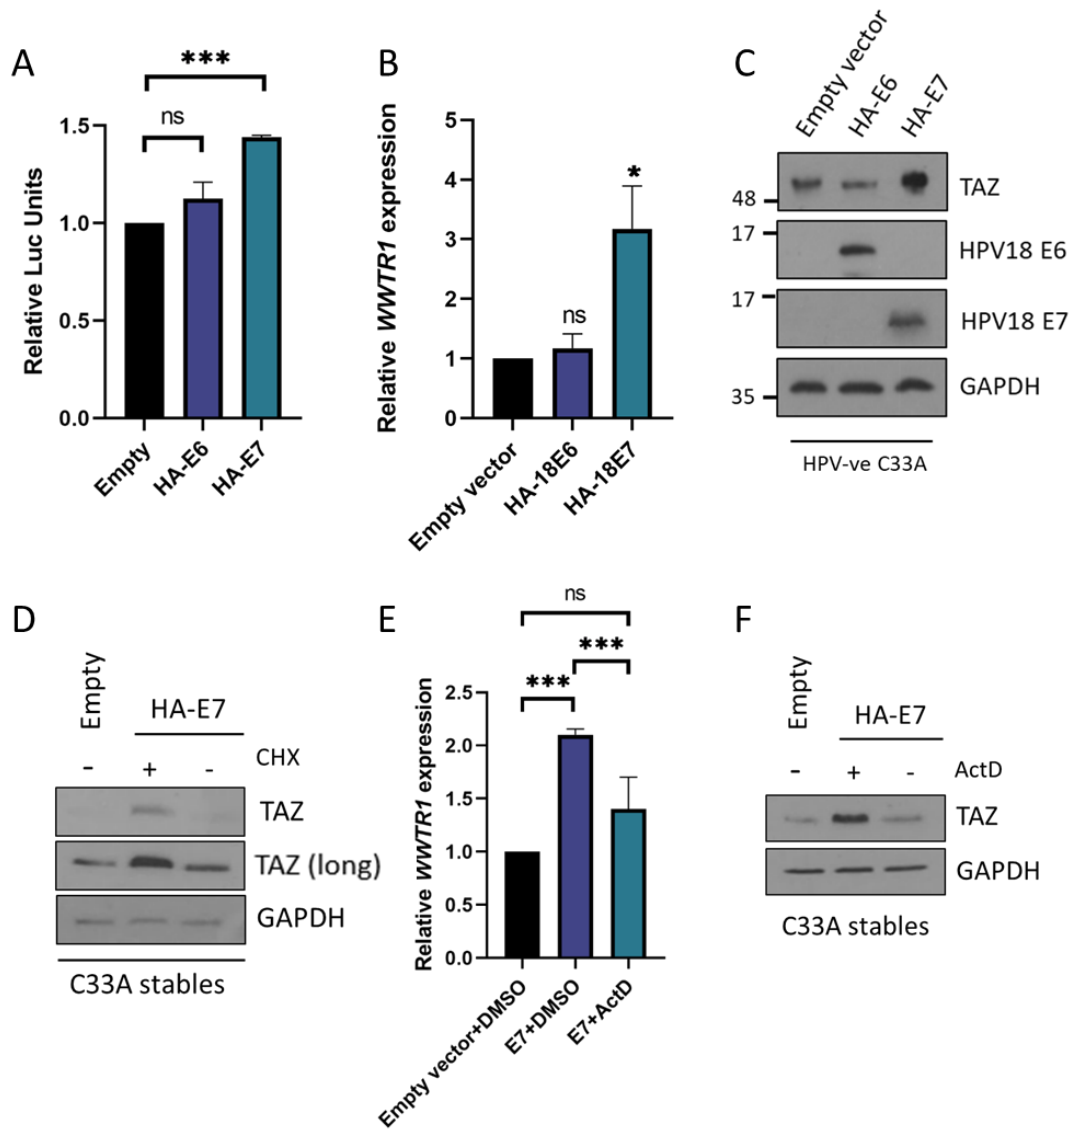 A
***
ns
Relative Luc Units
1.5
1.0
0.5
0.0
Empty
HA-E6
HA-E7
B
Relative WWTR1 expression
5
4
3
2
1
0
*
ns
Empty vector
HA-18E6
HA-18E7
C
Empty vector
HA-E6
HA-E7
48
TAZ
17
HPV18 E6
17
HPV18 E7
35
GAPDH
HPV-ve C33A
D
Empty
HA-E7
- + - CHX
TAZ
TAZ (long)
GAPDH
C33A stables
E
ns
***
***
Relative WWTR1 expression
2.5
2.0
1.5
1.0
0.5
0.0
Empty vector+DMSO
E7+DMSO
E7+ActD
F
Empty
HA-E7
- + - ActD
TAZ
GAPDH
C33A stables